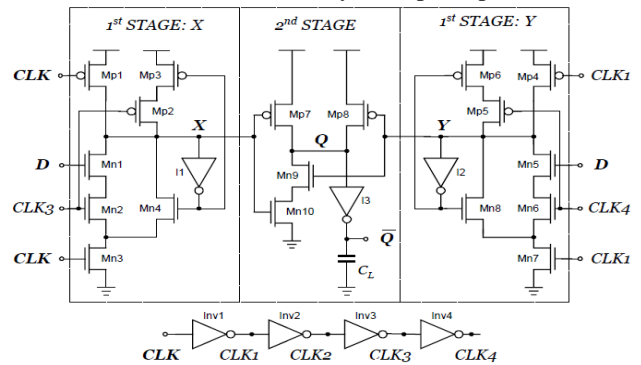 1st STAGE: X
2nd STAGE
1st STAGE: Y
CLK
Mp1
Mp3
Mp2
Mp7
Mp8
Mp6
Mp4
Mp5
CLK1
X
Q
Y
D
Mn1
I1
Mn9
I2
Mn5
D
CLK3
Mn2
Mn4
Mn10
I3
Mn8
Mn6
CLK4
CLK
Mn3
Q
CL
Mn7
CLK1
Inv1
Inv2
Inv3
Inv4
CLK
CLK1
CLK2
CLK3
CLK4